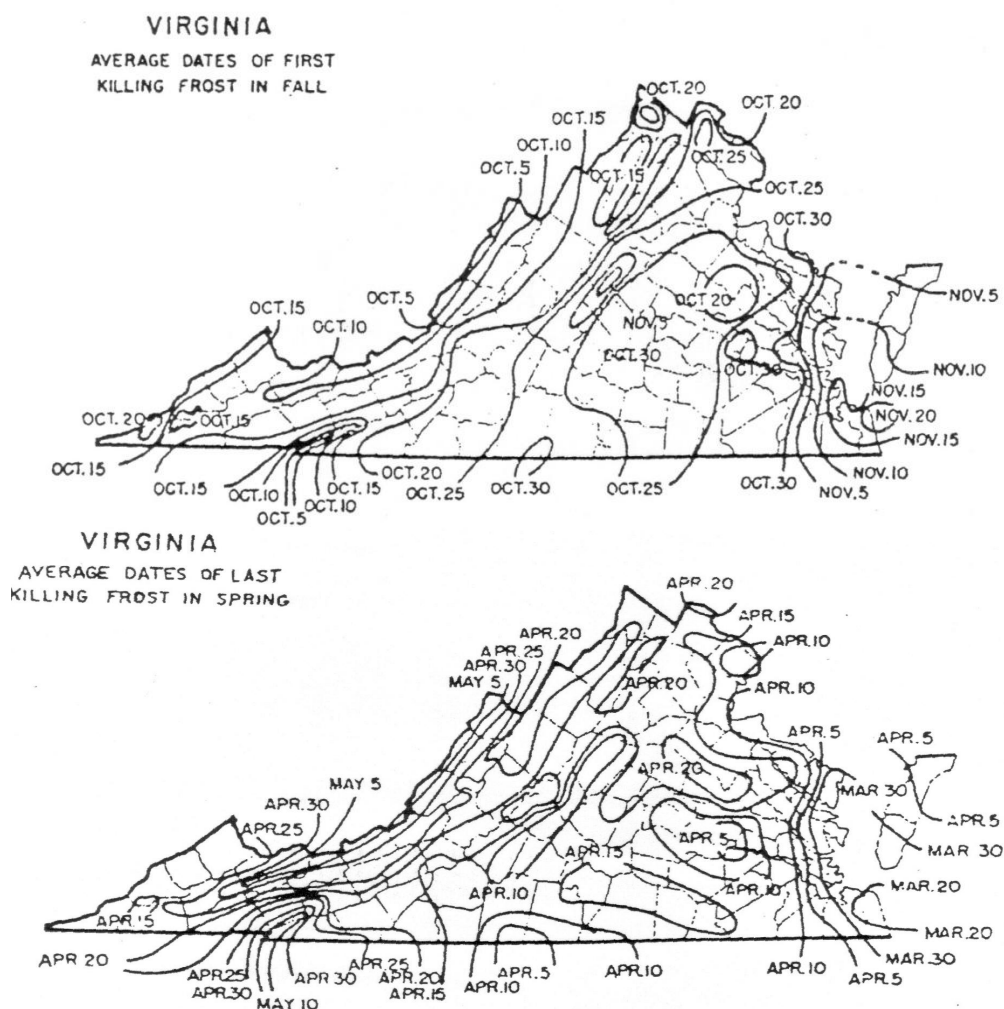 VIRGINIA
AVERAGE DATES OF FIRST
KILLING FROST IN FALL
OCT. 20
OCT. 20
OCT.15
OCT.10
OCT.5
OCT.25
OCT.15
OCT.25
OCT.30
OCT.5
OCT.15
OCT.10
OCT.20
NOV.5
NOV.5
OCT.30
OCT.30
NOV.10
NOV.15
NOV.20
NOV.15
OCT.20
OCT.15
OCT.15
OCT.15
OCT.10
OCT.5
OCT.10
OCT.15
OCT.20
OCT.25
OCT.30
OCT.25
OCT.30
NOV.5
NOV.10
VIRGINIA
AVERAGE DATES OF LAST
KILLING FROST IN SPRING
APR. 20
APR.15
APR.10
APR.20
APR.25
APR.30
MAY 5
APR.20
APR.10
APR.5
APR.5
APR.20
MAR 30
MAY 5
APR.30
APR.25
APR.5
APR.5
MAR 30
APR.15
APR.10
APR.10
MAR.20
MAR.20
APR.15
APR 20
APR.25
APR.30
MAY 10
APR.30
APR.25
APR.20
APR.15
APR.10
APR.5
APR.10
APR.10
APR.5
MAR.30